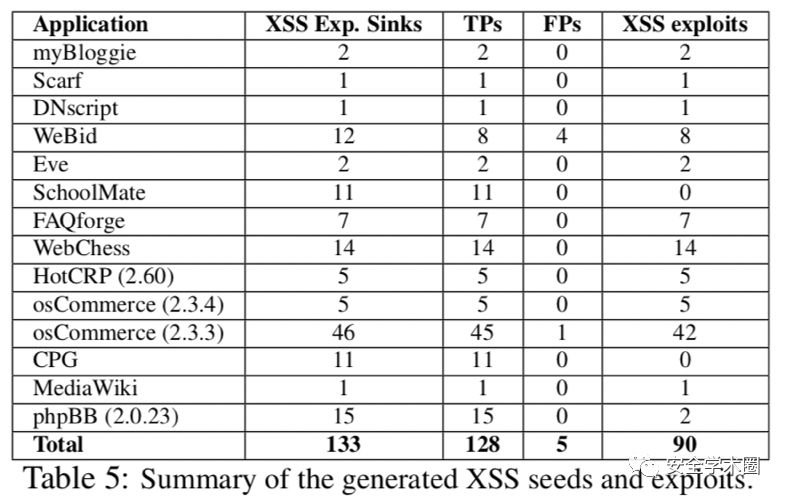 Application XSS Exp. Sinks TPs FPs XSS exploits
myBloggie 2 2 0 2
Scarf 1 1 0 1
DNscript 1 1 0 1
WeBid 12 8 4 8
Eve 2 2 0 2
SchoolMate 11 11 0 0
FAQforge 7 7 0 7
WebChess 14 14 0 14
HotCRP (2.60) 5 5 0 5
osCommerce (2.3.4) 5 5 0 5
osCommerce (2.3.3) 46 45 1 42
CPG 11 11 0 0
MediaWiki 1 1 0 1
phpBB (2.0.23) 15 15 0 2
Total 133 128 5 90
安全学术圈
Table 5: Summary of the generated XSS seeds and exploits.